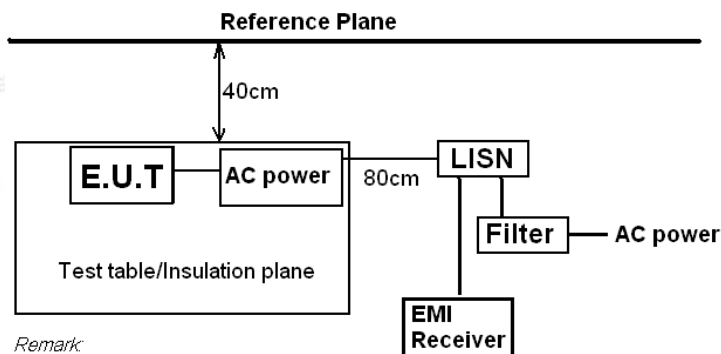 Reference Plane
40cm
E.U.T
AC power
80cm
LISN
Filter
AC power
Test table/Insulation plane
EMI
Receiver
Remark: